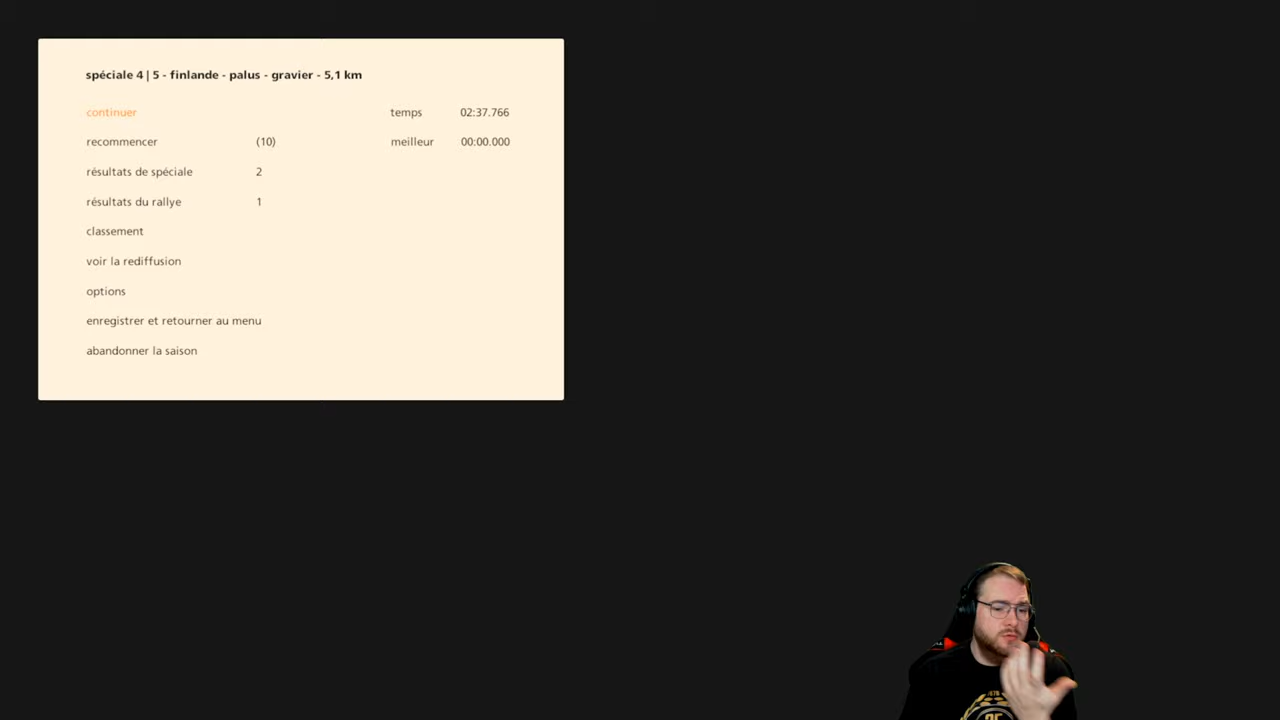 spéciale 4 | 5 - finlande - palus - gravier - 5,1 km
continuer temps 02:37.766
recommencer (10) meilleur 00:00.000
résultats de spéciale 2
résultats du rallye 1
classement
voir la rediffusion
options
enregistrer et retourner au menu
abandonner la saison